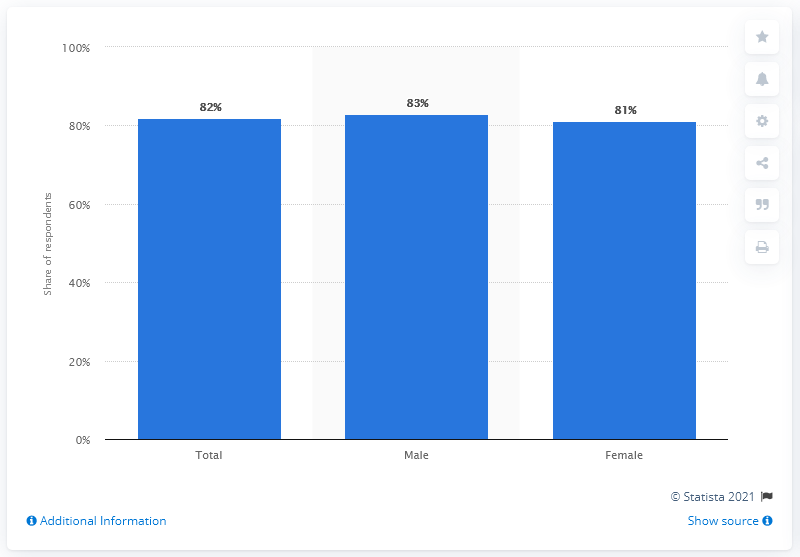 100%
80%
60%
40%
20%
0%
Share of respondents
82%
83%
81%
Total
Male
Female
© Statista 2021
Additional Information
Show source